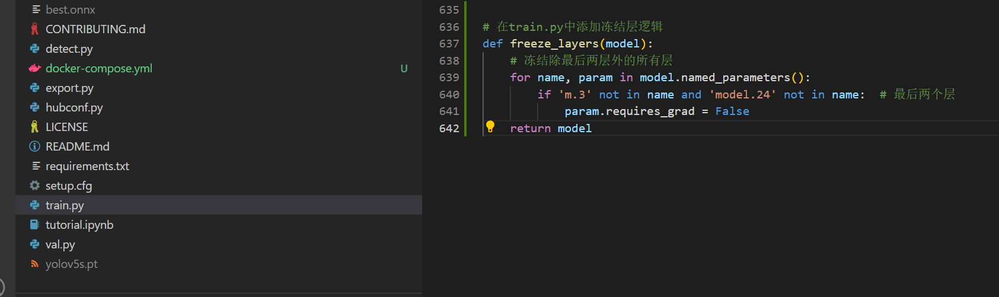 best.onnx
CONTRIBUTING.md
detect.py
docker-compose.yml U
export.py
hubconf.py
LICENSE
README.md
requirements.txt
setup.cfg
train.py
tutorial.ipynb
val.py
yolov5s.pt
635
636 # 在train.py中添加冻结层逻辑
637 def freeze_layers(model):
638 # 冻结除最后两层外的所有层
639 for name, param in model.named_parameters():
640 if 'm.3' not in name and 'model.24' not in name: # 最后两个层
641 param.requires_grad = False
642 return model